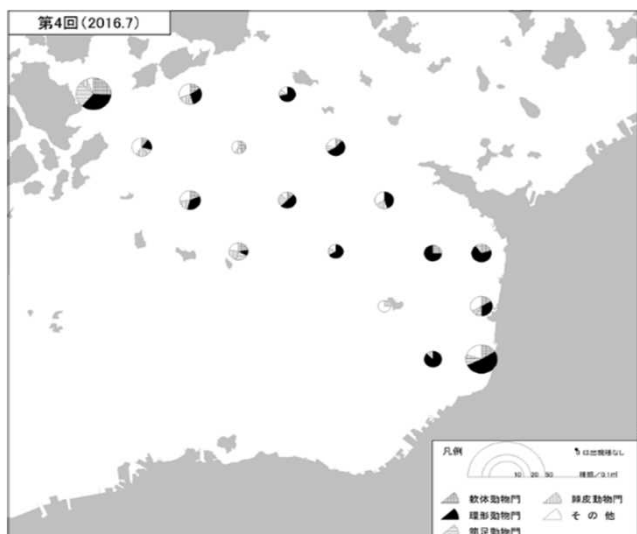 第4回(2016.7)
凡例
は出現種なし
10 20 50
種類/0.1㎡
軟体動物門
棘皮動物門
環形動物門
その他
節足動物門